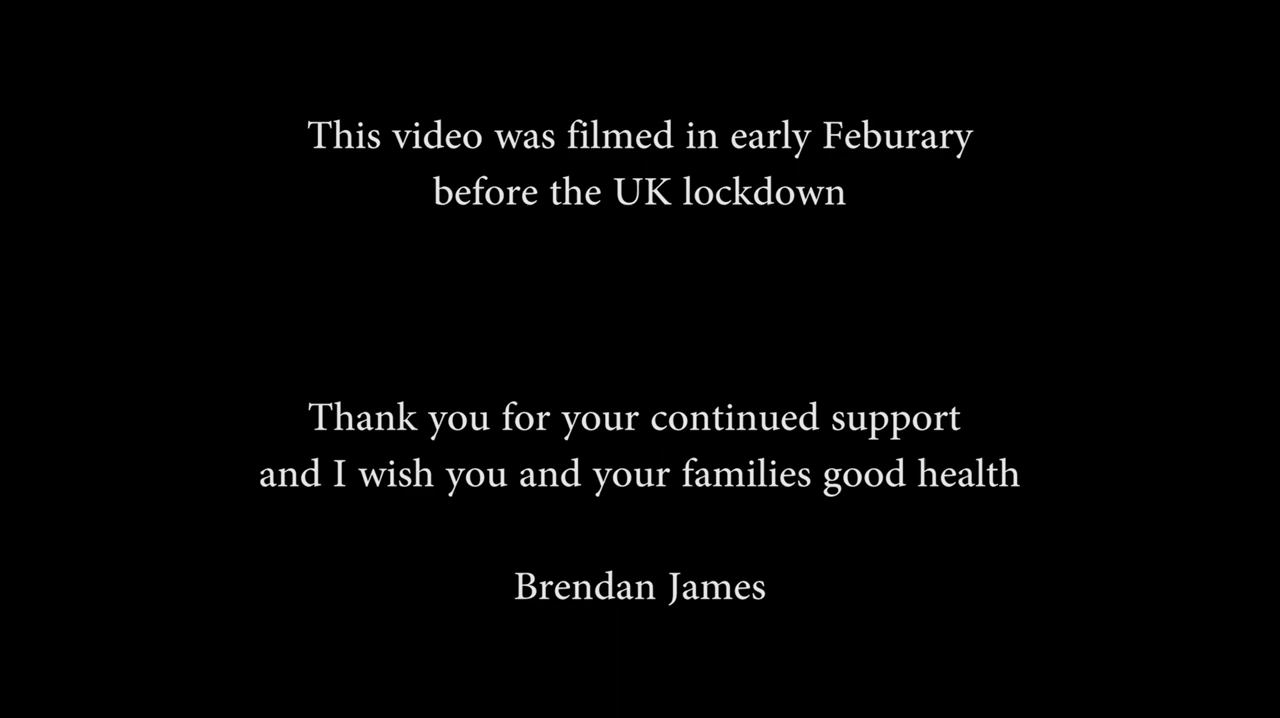 This video was filmed in early Feburary
before the UK lockdown
Thank you for your continued support
and I wish you and your families good health
Brendan James